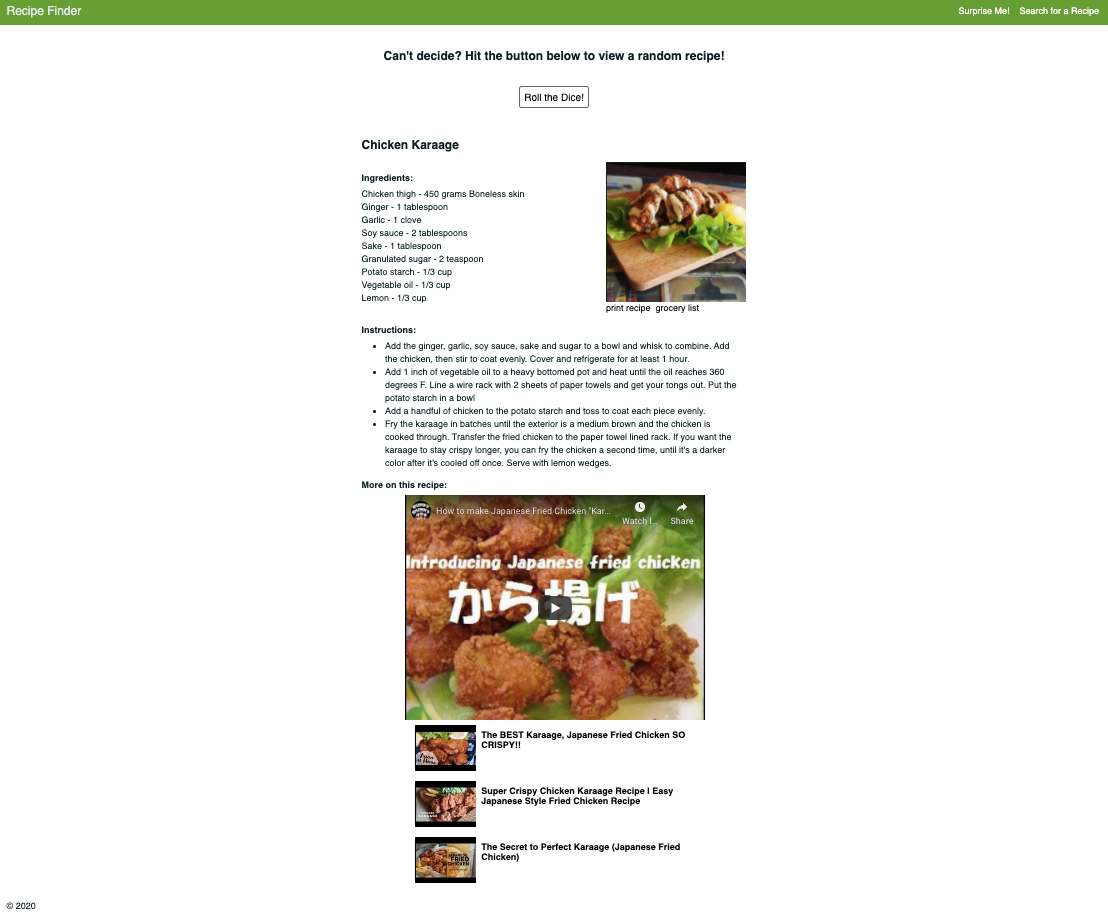 Recipe Finder
Surprise Me! Search for a Recipe
Can't decide? Hit the button below to view a random recipe!
Roll the Dice!
Chicken Karaage
Ingredients:
Chicken thigh - 450 grams Boneless skin
Ginger - 1 tablespoon
Garlic - 1 clove
Soy sauce - 2 tablespoons
Sake - 1 tablespoon
Granulated sugar - 2 teaspoon
Potato starch - 1/3 cup
Vegetable oil - 1/3 cup
Lemon - 1/3 cup
print recipe grocery list
Instructions:
Add the ginger, garlic, soy sauce, sake and sugar to a bowl and whisk to combine. Add
the chicken, then stir to coat evenly. Cover and refrigerate for at least 1 hour.
Add 1 inch of vegetable oil to a heavy bottomed pot and heat until the oil reaches 360
degrees F. Line a wire rack with 2 sheets of paper towels and get your tongs out. Put the
potato starch in a bowl
Add a handful of chicken to the potato starch and toss to coat each piece evenly.
Fry the karaage in batches until the exterior is a medium brown and the chicken is
cooked through. Transfer the fried chicken to the paper towel lined rack. If you want the
karaage to stay crispy longer, you can fry the chicken a second time, until it's a darker
color after it's cooled off once. Serve with lemon wedges.
More on this recipe:
How to make Japanese Fried Chicken "Kar...
Watch l...
Share
Introducing Japanese fried chicken
から揚げ
The BEST Karaage, Japanese Fried Chicken SO
CRISPY!!
Super Crispy Chicken Karaage Recipe l Easy
Japanese Style Fried Chicken Recipe
FRIED
CHICKEN
The Secret to Perfect Karaage (Japanese Fried
Chicken)
© 2020